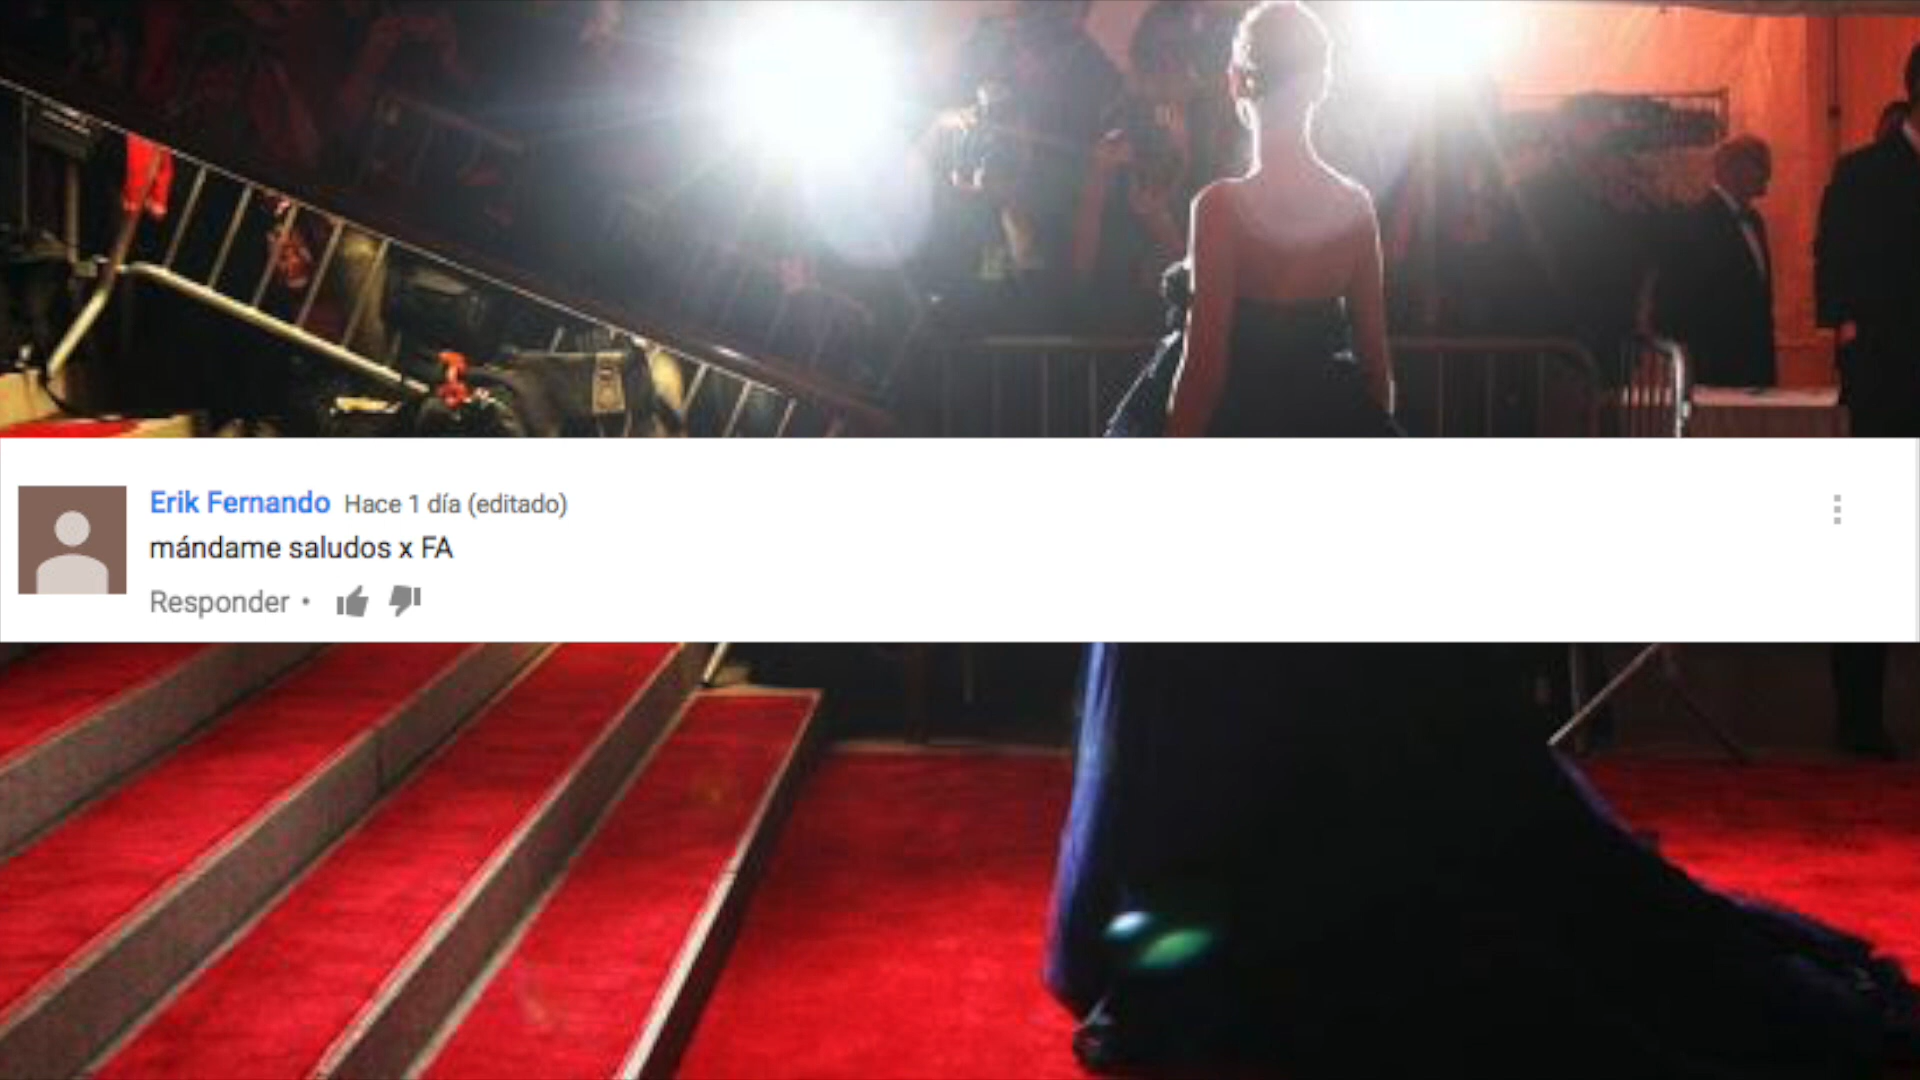 Erik Fernando Hace 1 día (editado)
mándame saludos x FA
Responder •